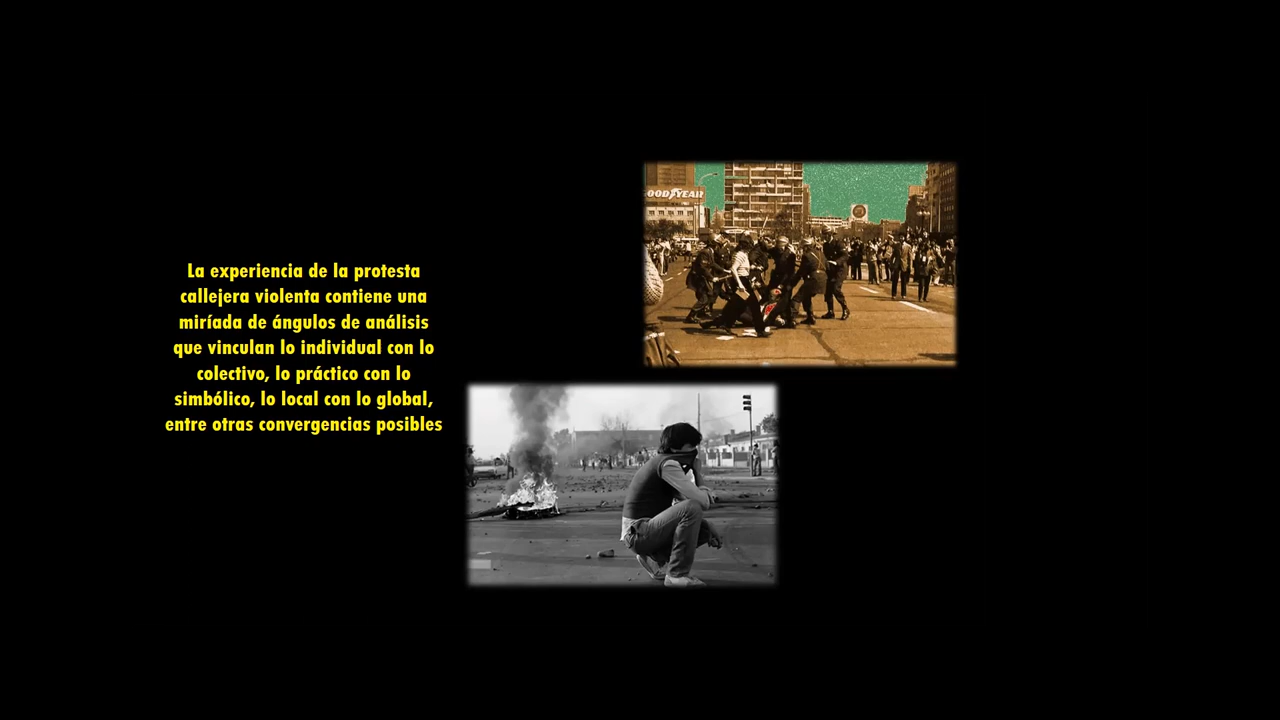 La experiencia de la protesta
callejera violenta contiene una
miríada de ángulos de análisis
que vinculan lo individual con lo
colectivo, lo práctico con lo
simbólico, lo local con lo global,
entre otras convergencias posibles
OODYEAR